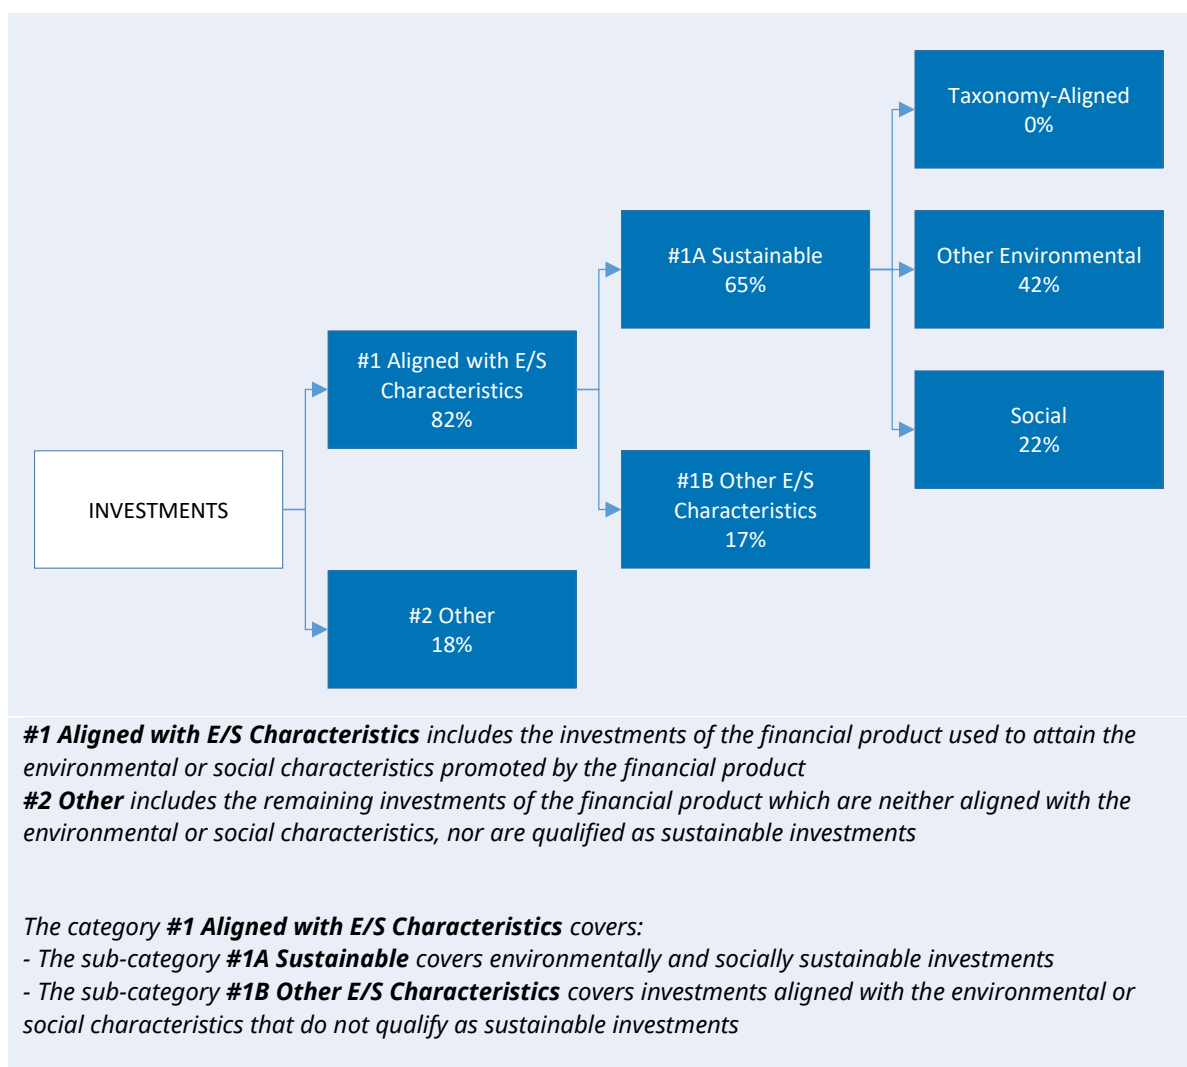 Taxonomy-Aligned
0%
#1A Sustainable
65%
Other Environmental
42%
#1 Aligned with E/S
Characteristics
82%
Social
22%
INVESTMENTS
#1B Other E/S
Characteristics
17%
#2 Other
18%
#1 Aligned with E/S Characteristics includes the investments of the financial product used to attain the
environmental or social characteristics promoted by the financial product
#2 Other includes the remaining investments of the financial product which are neither aligned with the
environmental or social characteristics, nor are qualified as sustainable investments
The category #1 Aligned with E/S Characteristics covers:
- The sub-category #1A Sustainable covers environmentally and socially sustainable investments
- The sub-category #1B Other E/S Characteristics covers investments aligned with the environmental or
social characteristics that do not qualify as sustainable investments